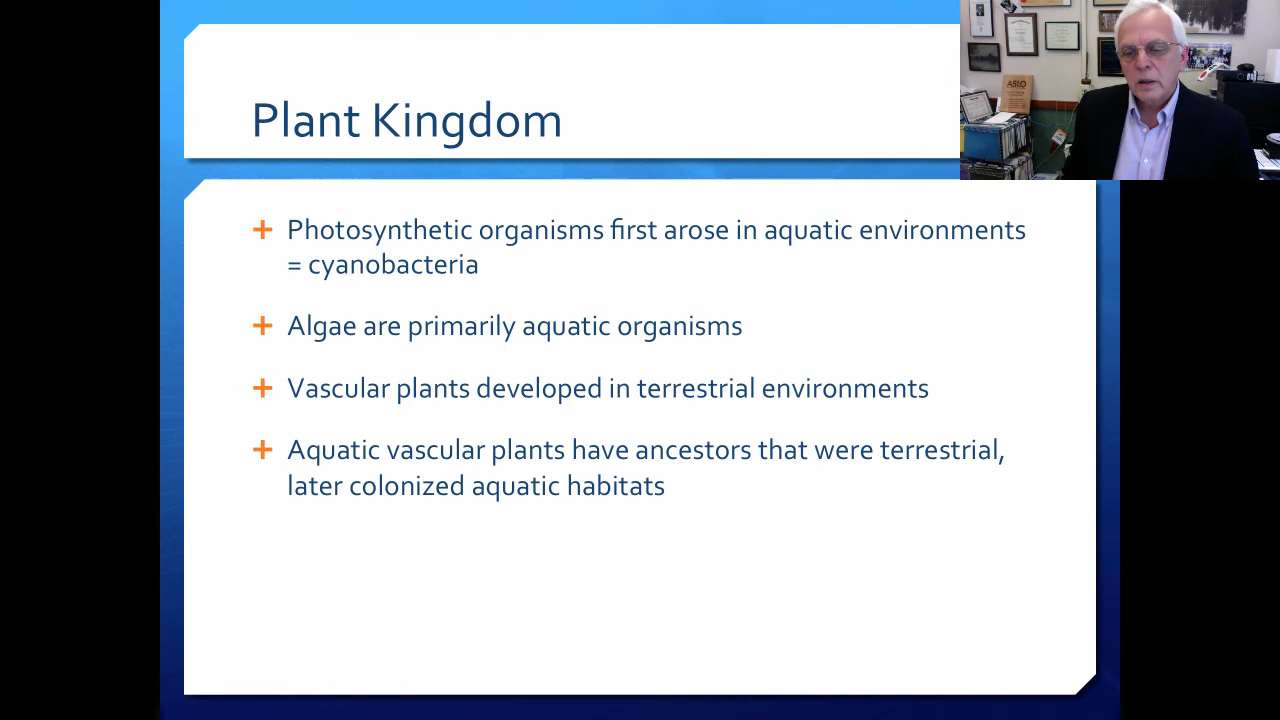 Plant Kingdom
ASLO
Photosynthetic organisms first arose in aquatic environments
= cyanobacteria
Algae are primarily aquatic organisms
Vascular plants developed in terrestrial environments
Aquatic vascular plants have ancestors that were terrestrial,
later colonized aquatic habitats